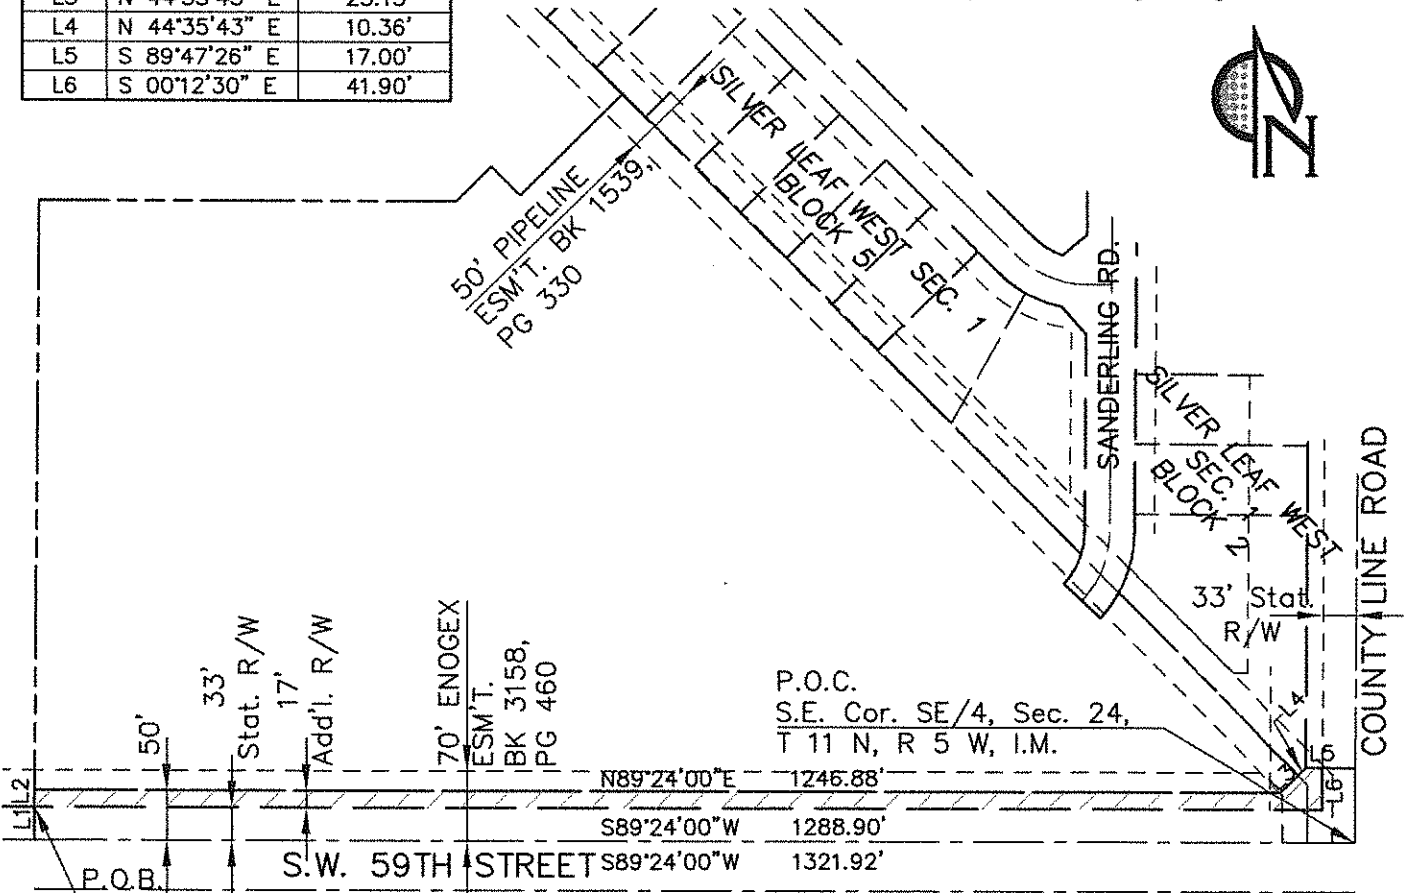 L4 N 44°35'43" E 10.36'
L5 S 89°47'26" E 17.00'
L6 S 00°12'30" E 41.90'
N
SILVER LEAF WEST SEC. 1
BLOCK 5
50' PIPELINE
ESM'T. BK 1539,
PG 330
SANDERLING RD.
SILVER LEAF WEST
SEC. 1
BLOCK 2
COUNTY LINE ROAD
33' Stat.
R/W
50'
33'
Stat. R/W
17'
Add'l. R/W
70' ENOGEX
ESM'T.
BK 3158,
PG 460
P.O.C.
S.E. Cor. SE/4, Sec. 24,
T 11 N, R 5 W, I.M.
L4
L5
L6
L1
L2
N89°24'00"E 1246.88'
S89°24'00"W 1288.90'
S.W. 59TH STREET
S89°24'00"W 1321.92'
P.O.B.